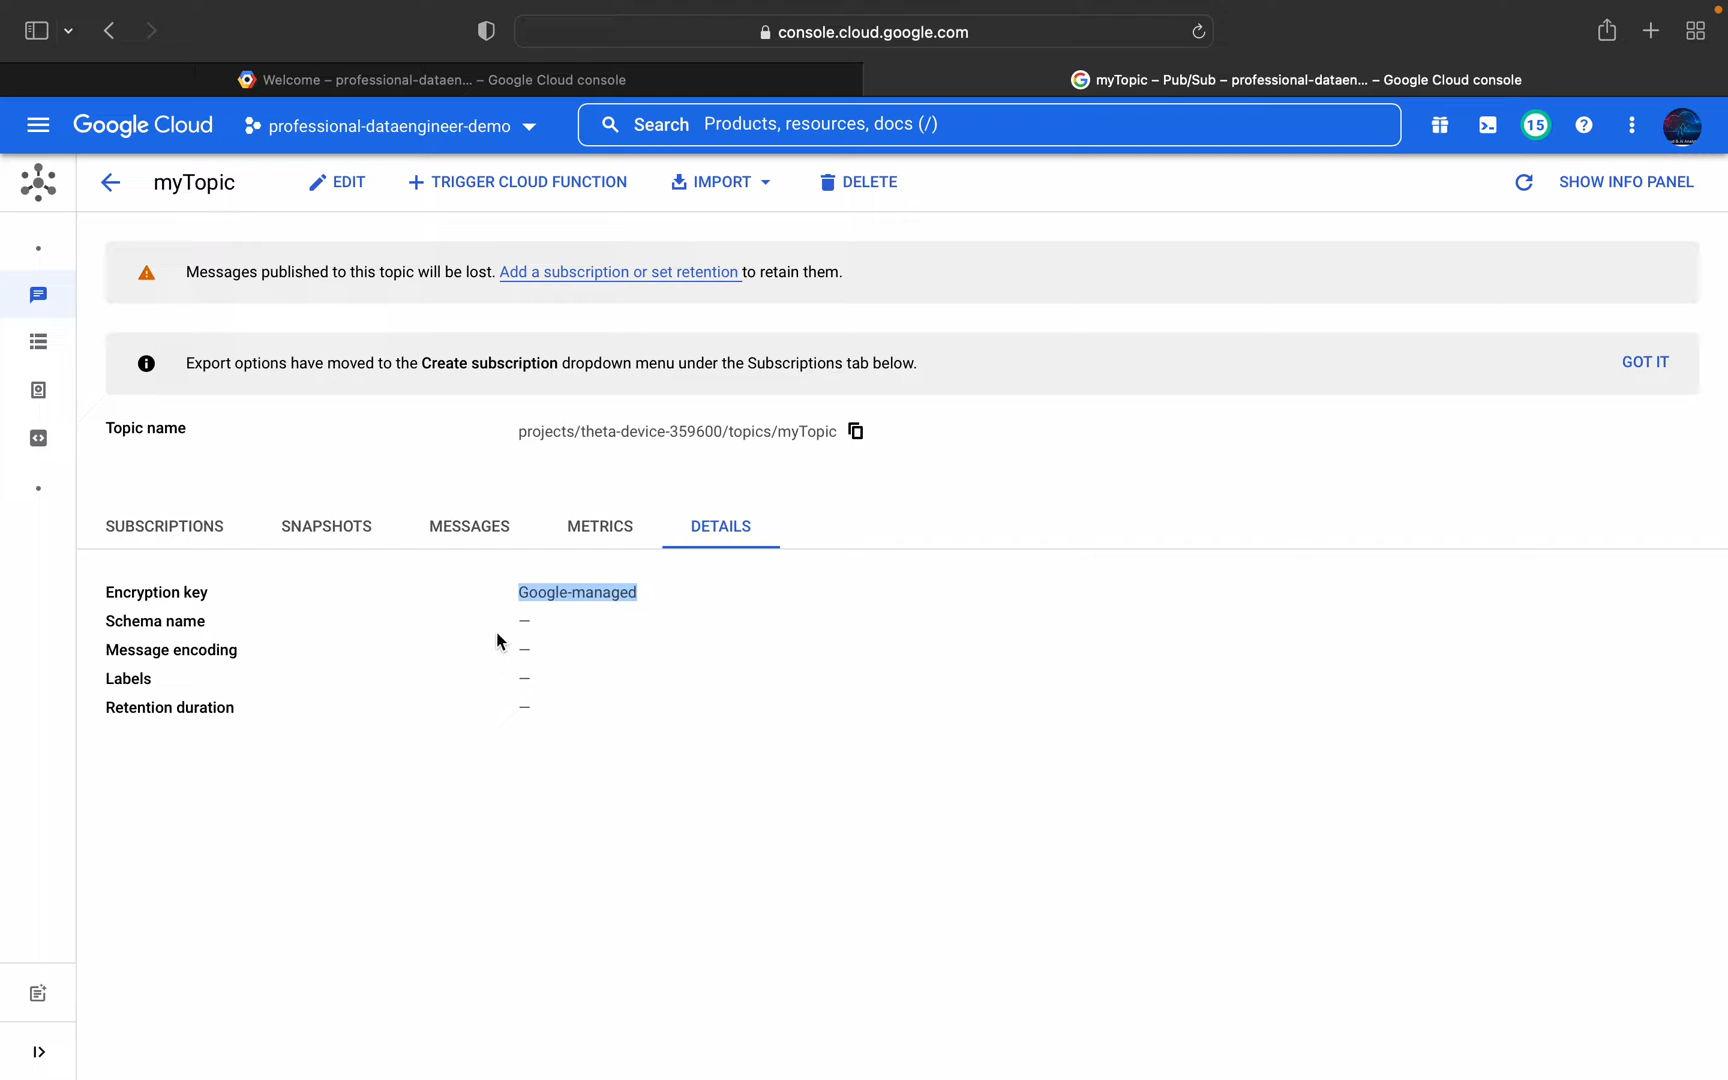 console.cloud.google.com
Welcome – professional-dataen... – Google Cloud console
myTopic – Pub/Sub – professional-dataen... – Google Cloud console
Google Cloud
professional-dataengineer-demo
Search Products, resources, docs (/)
15
myTopic
EDIT
TRIGGER CLOUD FUNCTION
IMPORT
DELETE
SHOW INFO PANEL
Messages published to this topic will be lost. Add a subscription or set retention to retain them.
Export options have moved to the Create subscription dropdown menu under the Subscriptions tab below.
GOT IT
Topic name
projects/theta-device-359600/topics/myTopic
SUBSCRIPTIONS
SNAPSHOTS
MESSAGES
METRICS
DETAILS
Encryption key Google-managed
Schema name —
Message encoding —
Labels —
Retention duration —